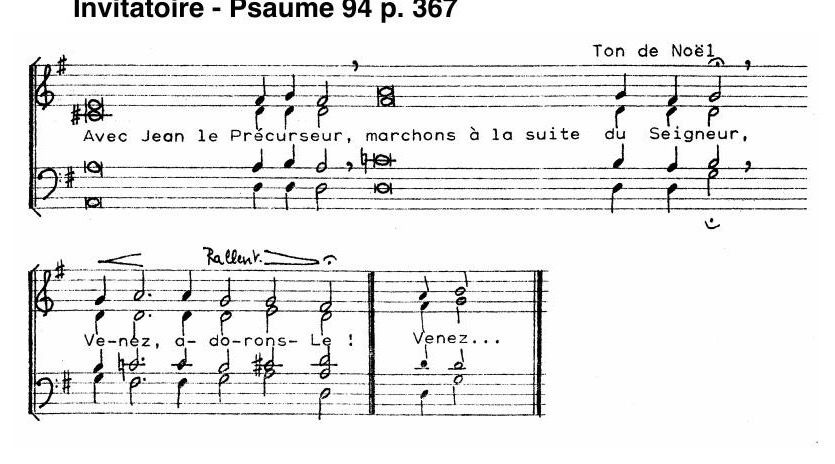 Invitatoire - Psaume 94 p. 367
Ton de Noël
Avec Jean le Précurseur, marchons à la suite du Seigneur,
Rallent.
Ve-nez, a- do-rons- Le ! Venez...